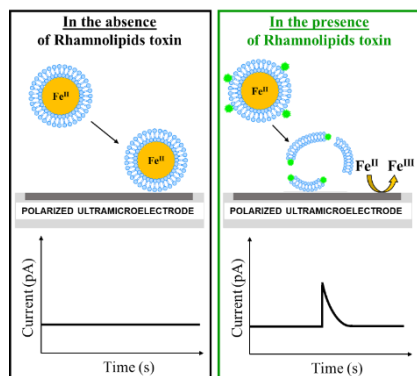 In the absence
of Rhamnolipids toxin
Fe^II
Fe^II
POLARIZED ULTRAMICROELECTRODE
Current (pA)
Time (s)
In the presence
of Rhamnolipids toxin
Fe^II
Fe^II Fe^III
POLARIZED ULTRAMICROELECTRODE
Current (pA)
Time (s)